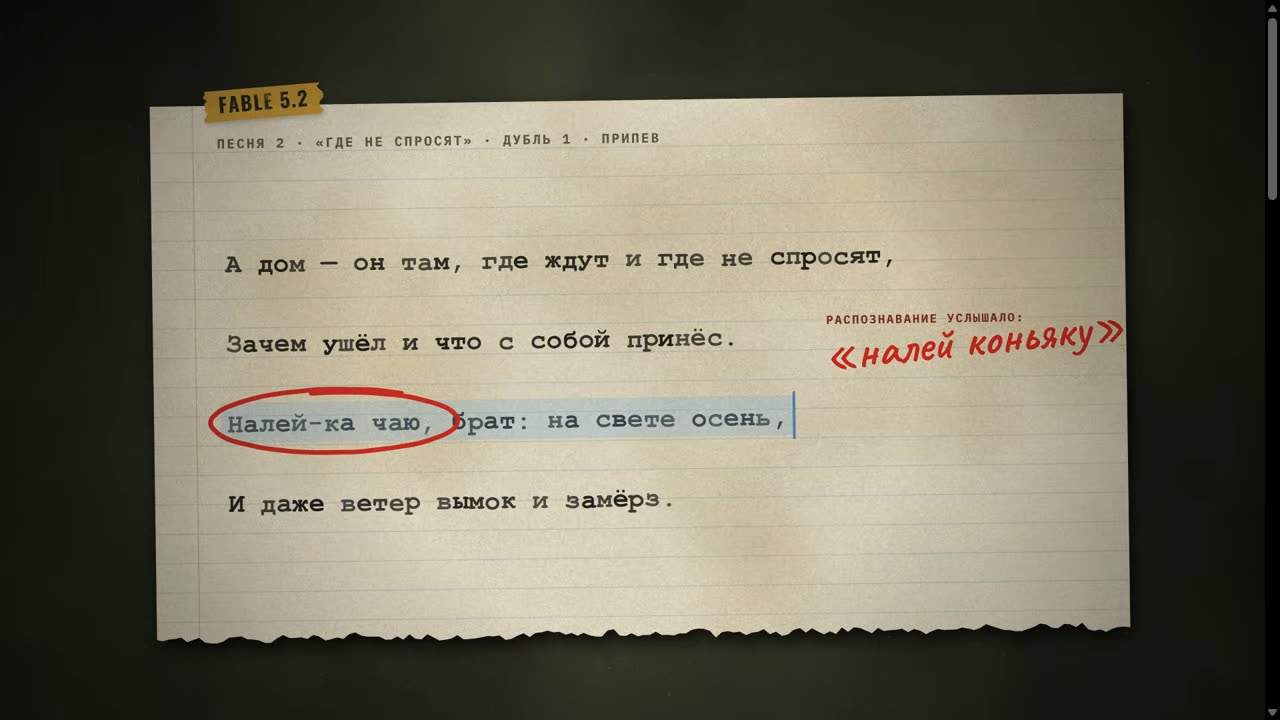 FABLE 5.2
ПЕСНЯ 2 · «ГДЕ НЕ СПРОСЯТ» · ДУБЛЬ 1 · ПРИПЕВ
А дом — он там, где ждут и где не спросят,
Зачем ушёл и что с собой принёс.
РАСПОЗНАВАНИЕ УСЛЫШАЛО:
«налей коньяку»
Налей-ка чаю, брат: на свете осень,
И даже ветер вымок и замёрз.